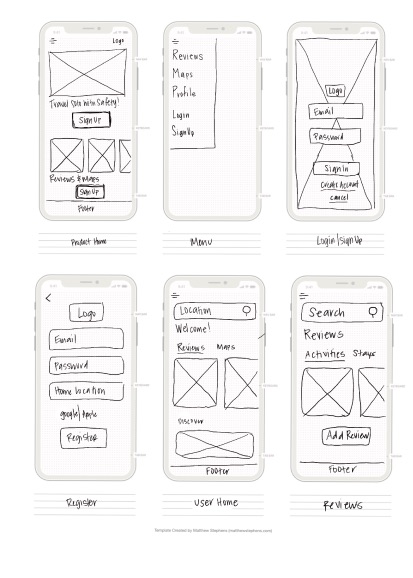 Logo
Travel Solo with Safety!
Sign Up
Reviews & Maps
Sign Up
Footer
Product Home
Reviews
Maps
Profile
Login
SignUp
Menu
Logo
Email
Password
Sign In
Create Account
cancel
Login/SignUp
Logo
Email
Password
Home Location
google/Apple
Register
Register
Location
Welcome!
Reviews Maps
Discover
Footer
User Home
Search
Reviews
Activities Stays
Add Review
Footer
Reviews
Template Created by Matthew Stephens (matthewstephens.com)